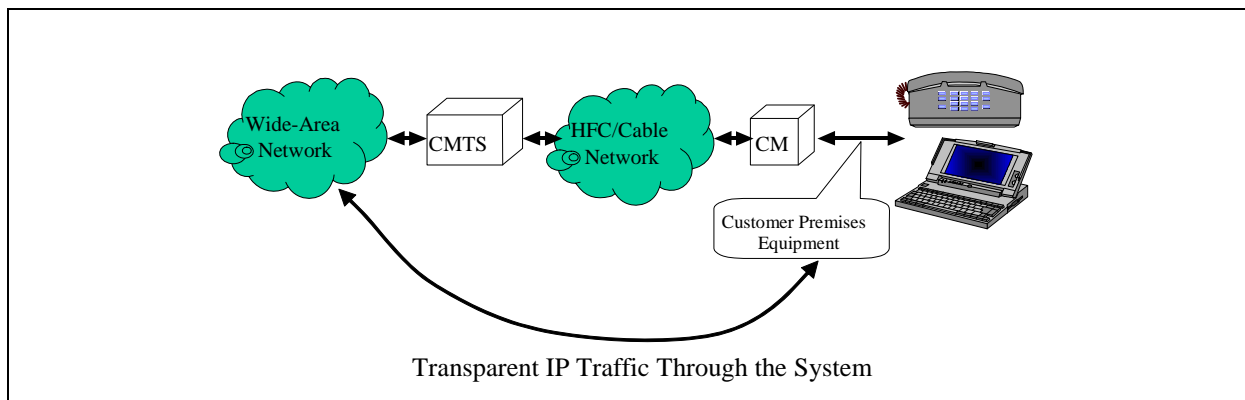 Wide-Area
Network
CMTS
HFC/Cable
Network
CM
Customer Premises
Equipment
Transparent IP Traffic Through the System